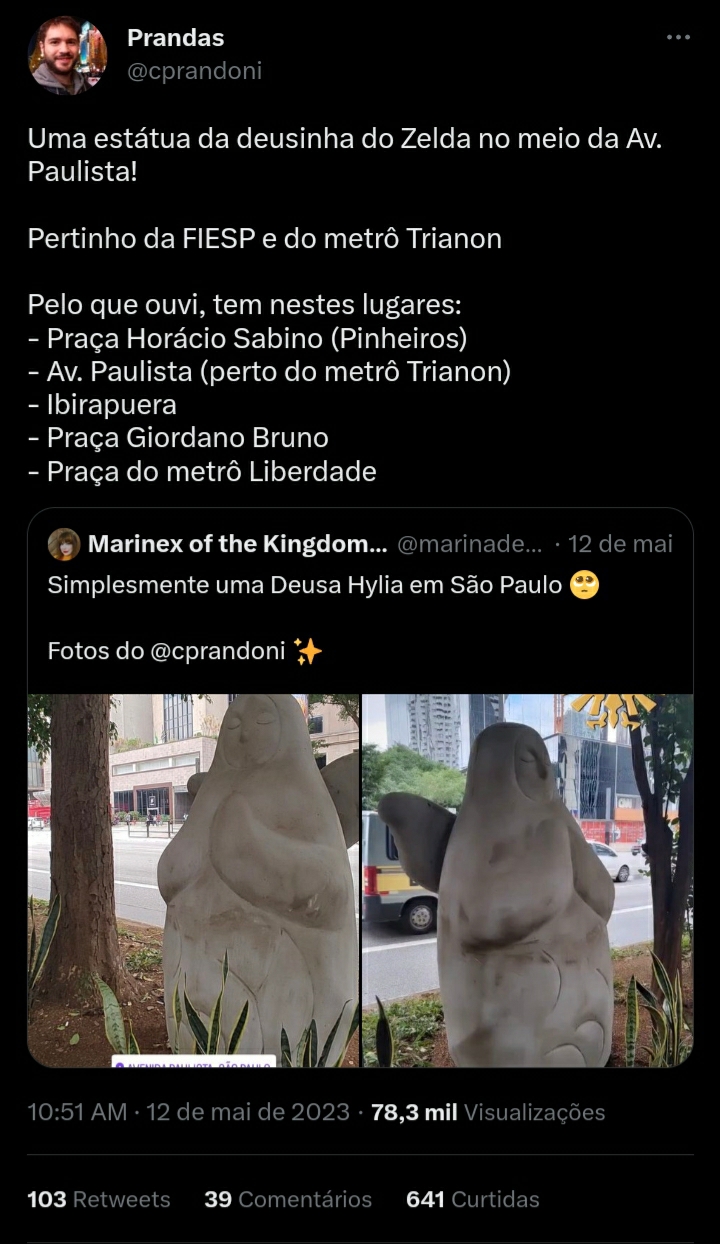 Prandas
@cprandoni
Uma estátua da deusinha do Zelda no meio da Av.
Paulista!
Pertinho da FIESP e do metrô Trianon
Pelo que ouvi, tem nestes lugares:
- Praça Horácio Sabino (Pinheiros)
- Av. Paulista (perto do metrô Trianon)
- Ibirapuera
- Praça Giordano Bruno
- Praça do metrô Liberdade
Marinex of the Kingdom... @marinade... · 12 de mai
Simplesmente uma Deusa Hylia em São Paulo 🥺
Fotos do @cprandoni ✨
AVENIDA PAULISTA, SÃO PAULO
10:51 AM · 12 de mai de 2023 · 78,3 mil Visualizações
103 Retweets 39 Comentários 641 Curtidas